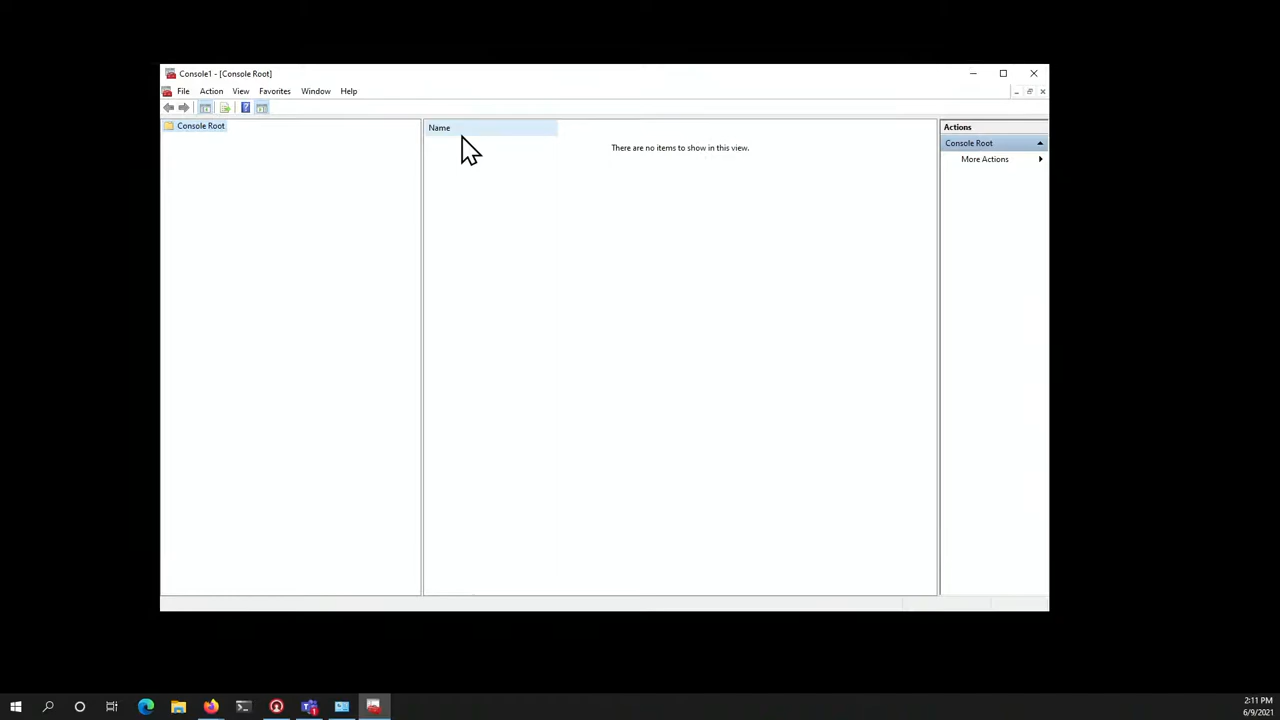 Console1 - [Console Root]
File Action View Favorites Window Help
Console Root
Name
There are no items to show in this view.
Actions
Console Root
More Actions
2:11 PM
6/9/2021